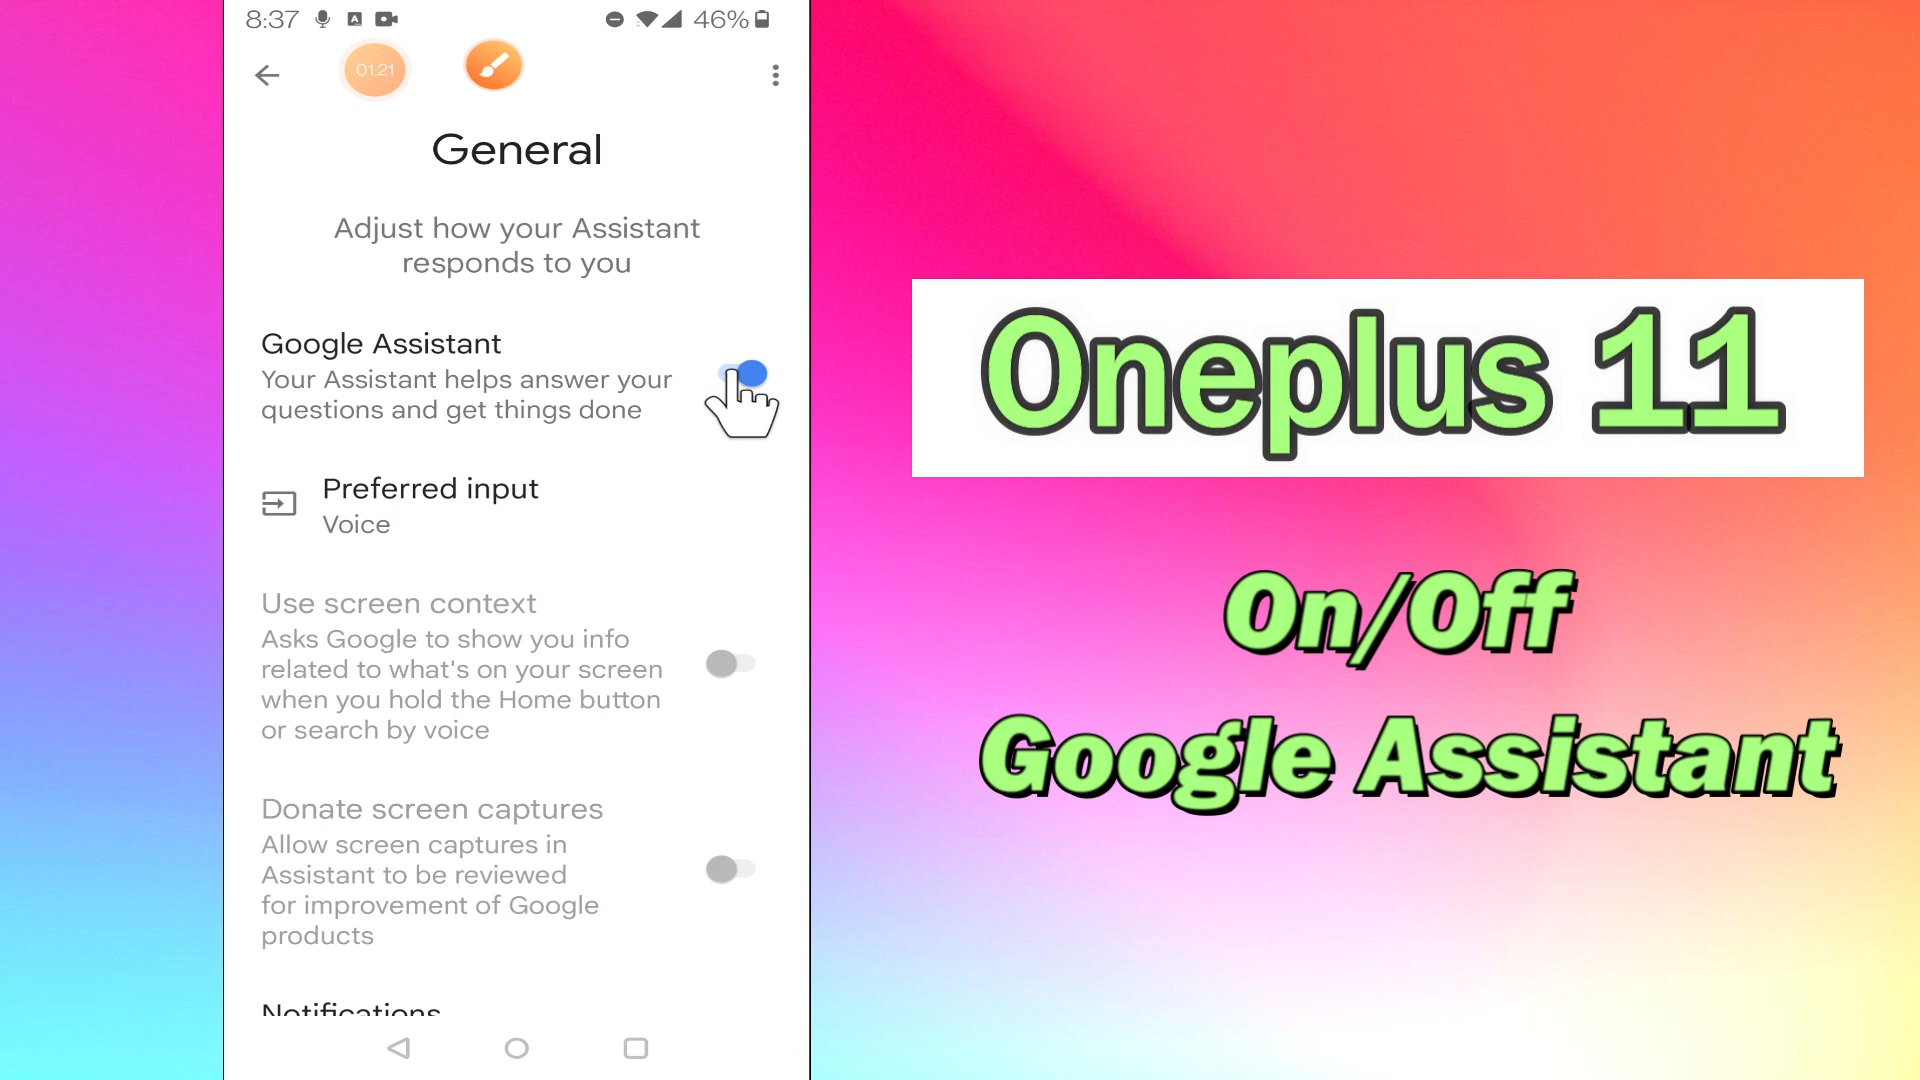 8:37
46%
01:21
General
Adjust how your Assistant
responds to you
Google Assistant
Your Assistant helps answer your
questions and get things done
Preferred input
Voice
Use screen context
Asks Google to show you info
related to what's on your screen
when you hold the Home button
or search by voice
Donate screen captures
Allow screen captures in
Assistant to be reviewed
for improvement of Google
products
Notifications
Oneplus 11
On/Off
Google Assistant